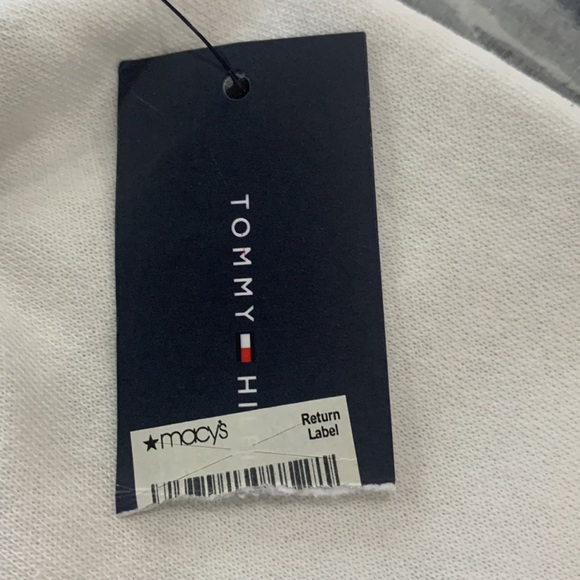 TOMMY HI
macy's
Return
Label